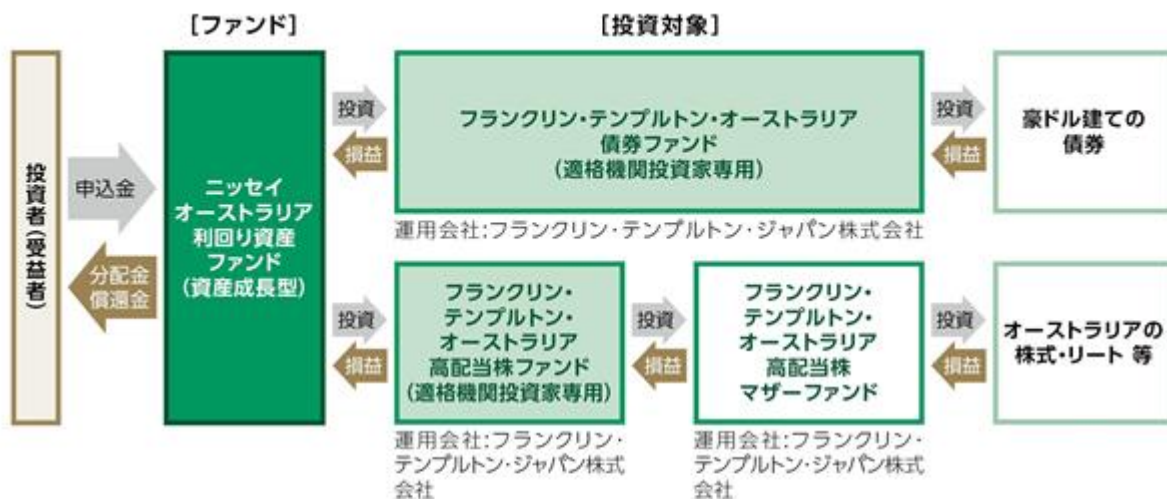 [ファンド]
[投資対象]
投資者(受益者)
申込金
分配金
償還金
ニッセイ
オーストラリア
利回り資産
ファンド
(資産成長型)
投資
損益
フランクリン・テンプルトン・オーストラリア
債券ファンド
(適格機関投資家専用)
運用会社:フランクリン・テンプルトン・ジャパン株式会社
投資
損益
豪ドル建ての
債券
投資
損益
フランクリン・
テンプルトン・
オーストラリア
高配当株ファンド
(適格機関投資家専用)
運用会社:フランクリン・
テンプルトン・ジャパン株式
会社
投資
損益
フランクリン・
テンプルトン・
オーストラリア
高配当株
マザーファンド
運用会社:フランクリン・
テンプルトン・ジャパン株式
会社
投資
損益
オーストラリアの
株式・リート 等